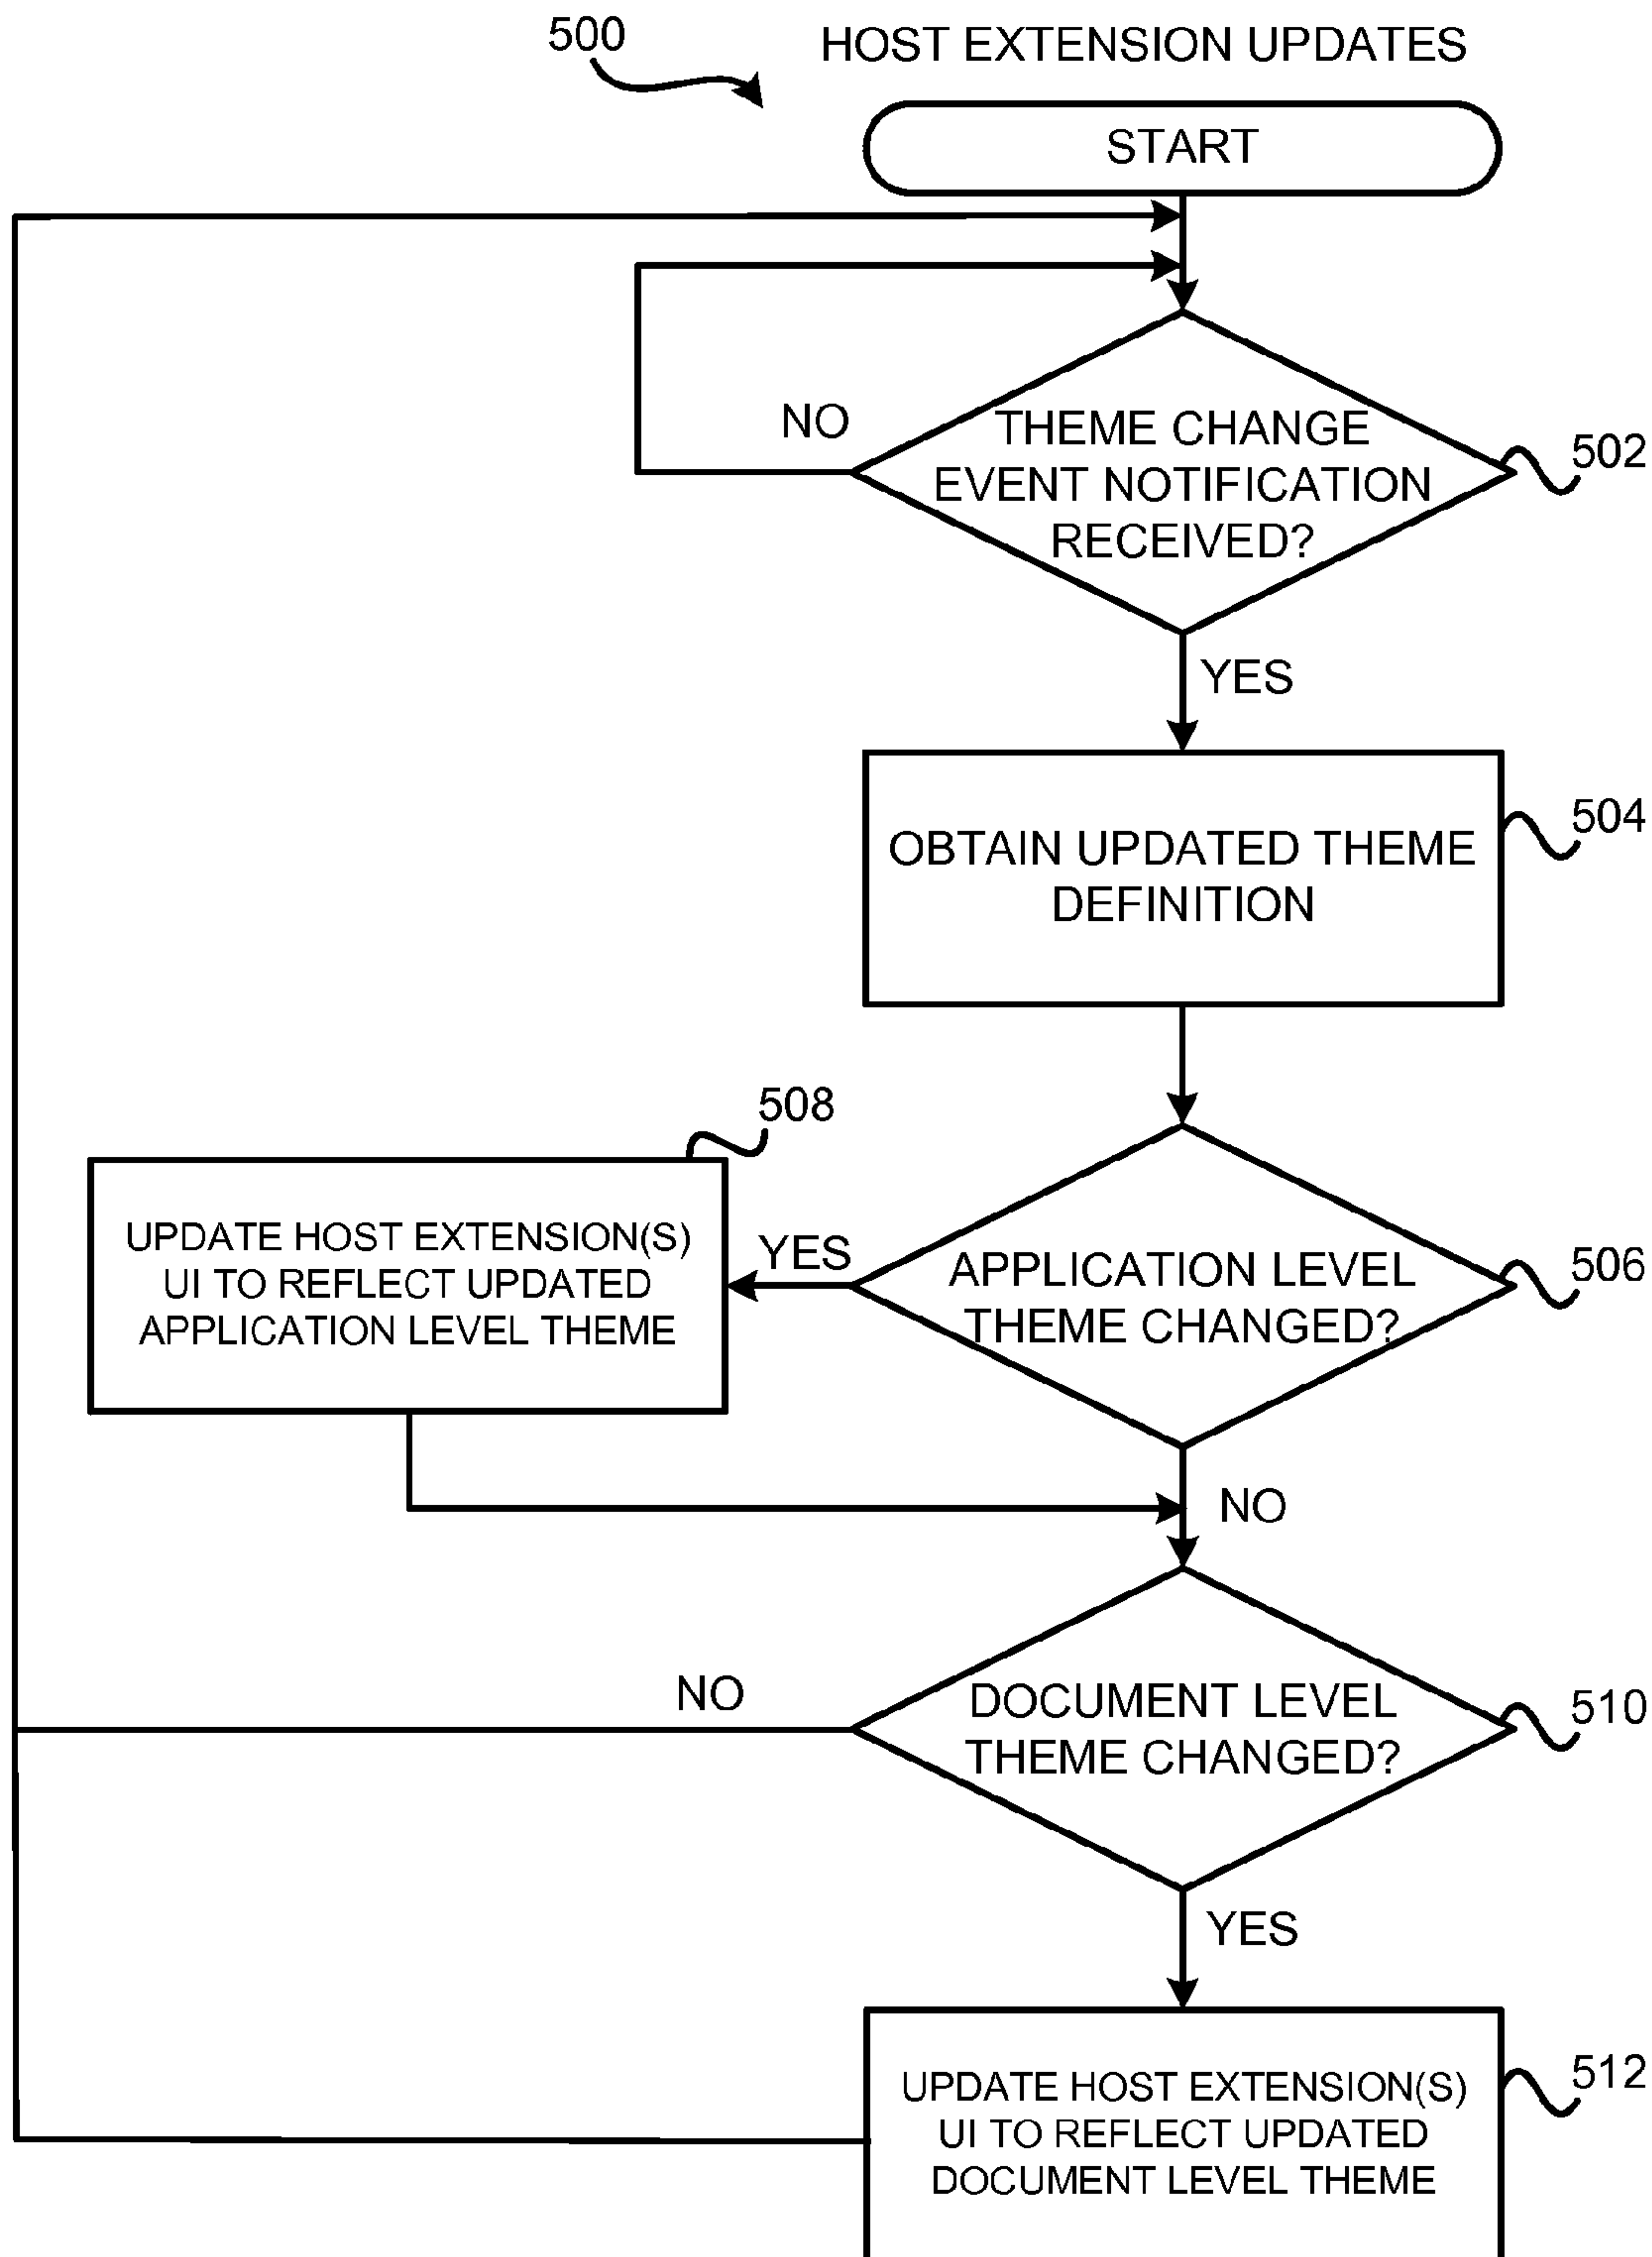 500
HOST EXTENSION UPDATES
START
NO
THEME CHANGE
EVENT NOTIFICATION
RECEIVED?
502
YES
OBTAIN UPDATED THEME
DEFINITION
504
508
UPDATE HOST EXTENSION(S)
UI TO REFLECT UPDATED
APPLICATION LEVEL THEME
YES
APPLICATION LEVEL
THEME CHANGED?
506
NO
NO
DOCUMENT LEVEL
THEME CHANGED?
510
YES
UPDATE HOST EXTENSION(S)
UI TO REFLECT UPDATED
DOCUMENT LEVEL THEME
512